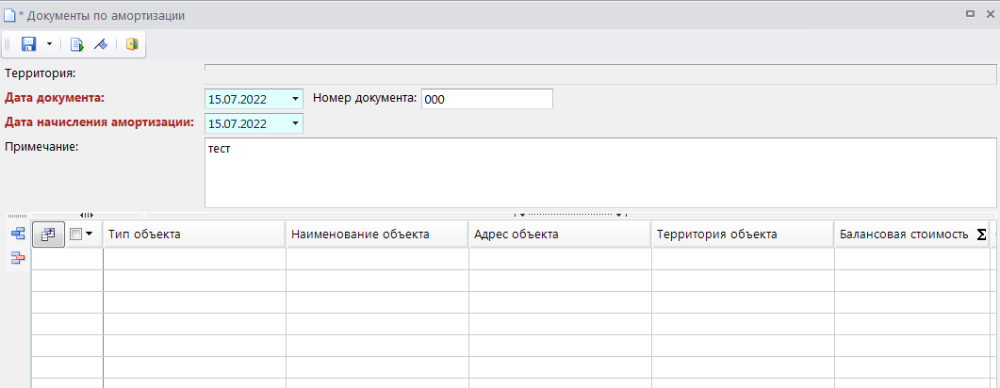 * Документы по амортизации
Территория:
Дата документа: 15.07.2022 Номер документа: 000
Дата начисления амортизации: 15.07.2022
Примечание: тест
Тип объекта Наименование объекта Адрес объекта Территория объекта Балансовая стоимость Σ